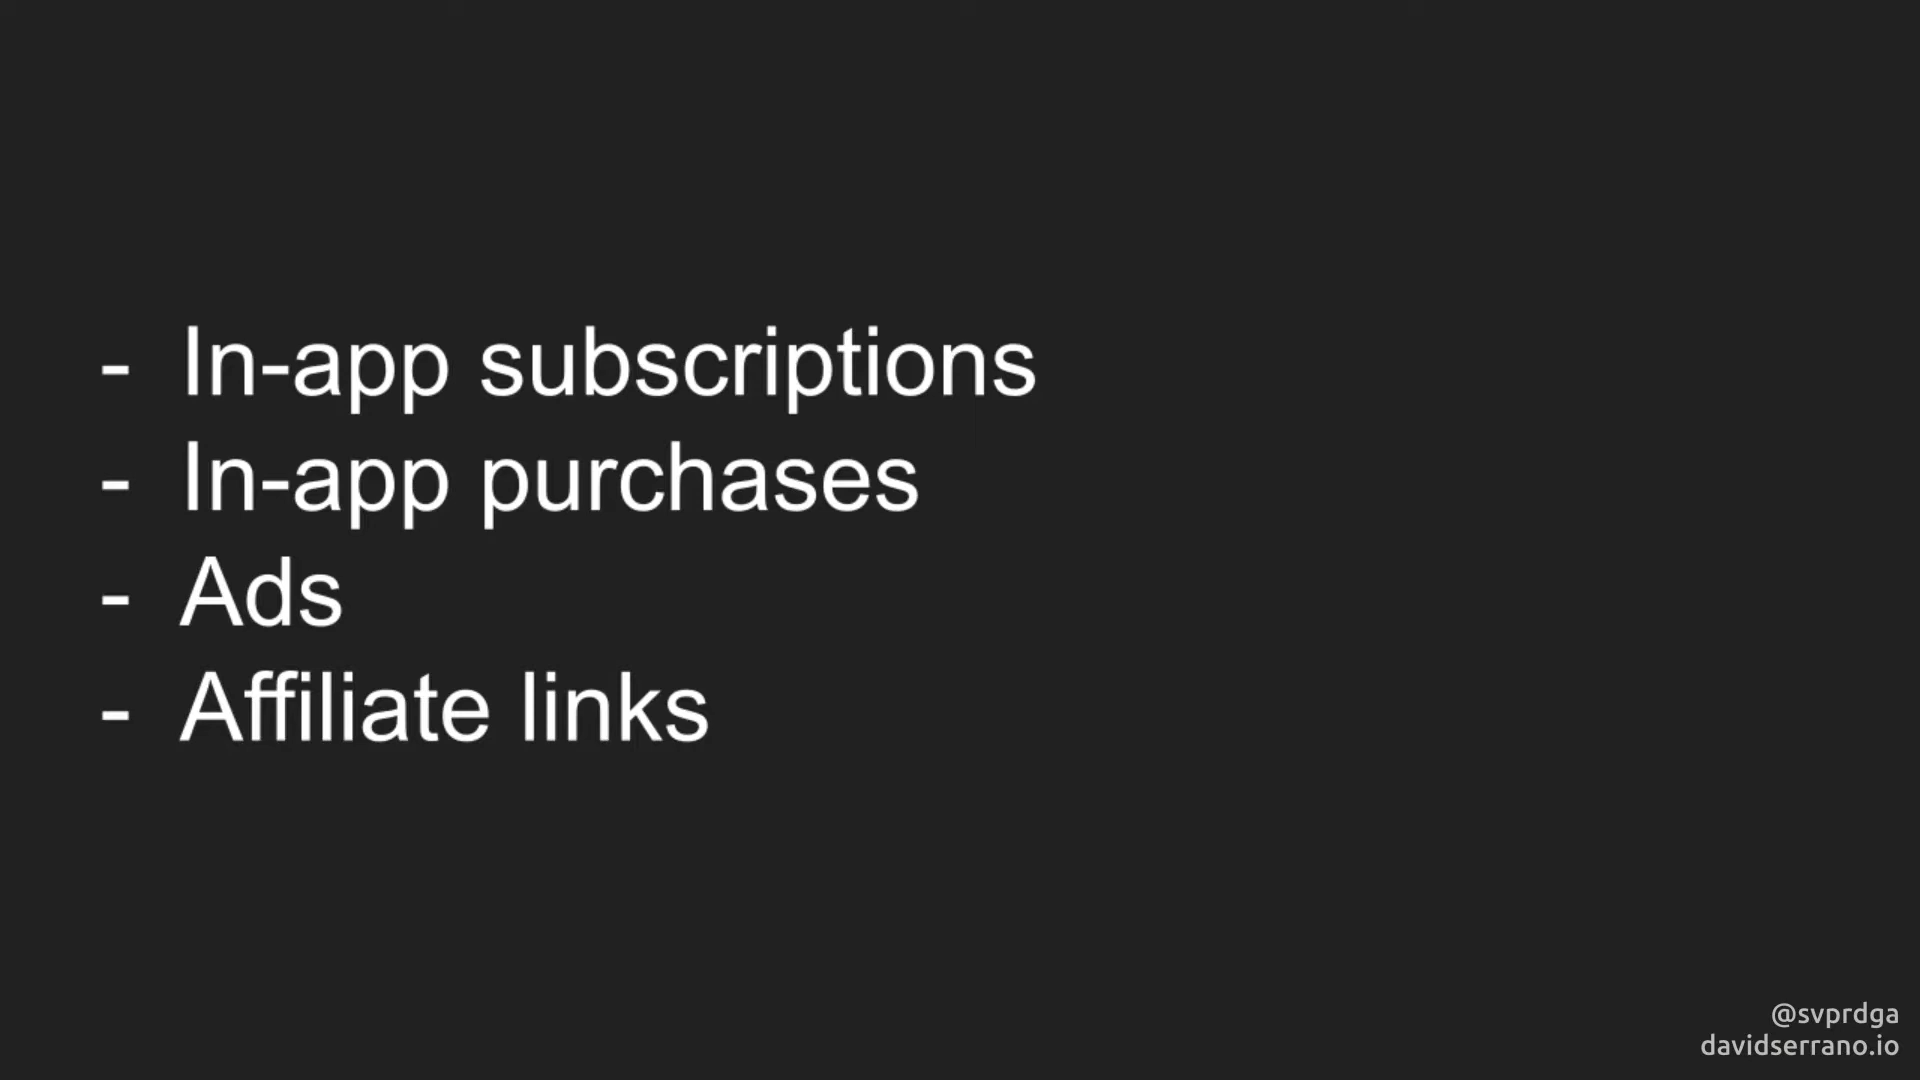 - In-app subscriptions
- In-app purchases
- Ads
- Affiliate links
@svprdga
davidserrano.io